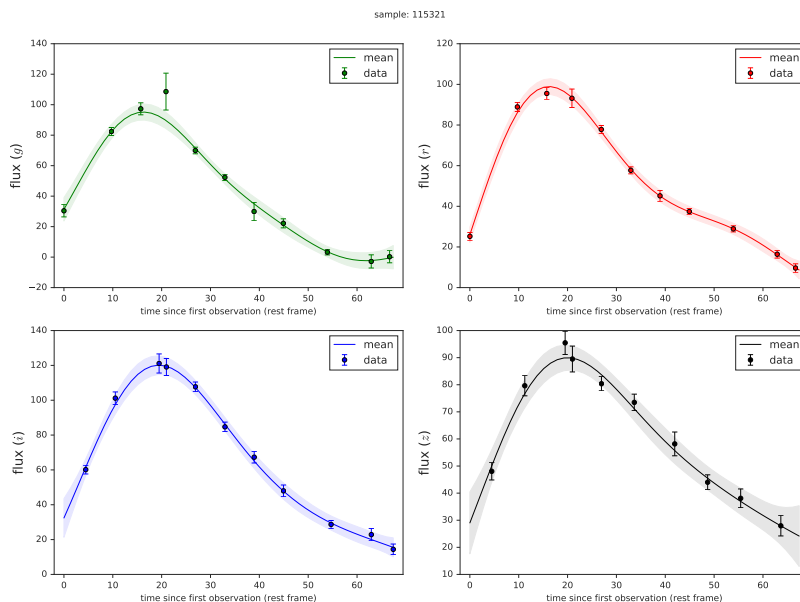 sample: 115321
140
120
100
80
60
40
20
0
−20
flux (g)
mean
data
0 10 20 30 40 50 60
time since first observation (rest frame)
120
100
80
60
40
20
0
flux (r)
mean
data
0 10 20 30 40 50 60
time since first observation (rest frame)
140
120
100
80
60
40
20
0
flux (i)
mean
data
0 10 20 30 40 50 60
time since first observation (rest frame)
100
90
80
70
60
50
40
30
20
10
flux (z)
mean
data
0 10 20 30 40 50 60
time since first observation (rest frame)